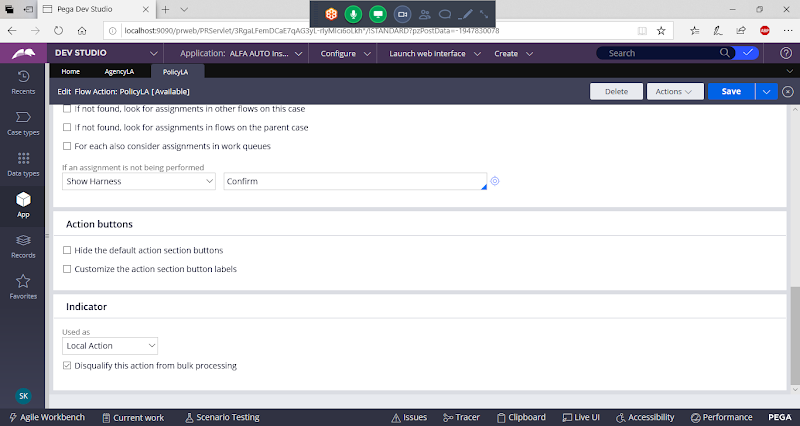 Pega Dev Studio
localhost:9090/prweb/PRServlet/3RgaLFemDCaE7qAG3yL-rlyMIci6oLkh*/!STANDARD?pzPostData=-1947830078
ABP
DEV STUDIO
Application: ALFA AUTO Ins...
Configure
Launch web interface
Create
Search
Home
AgencyLA
PolicyLA
Edit Flow Action: PolicyLA [Available]
Delete
Actions
Save
Recents
Case types
Data types
App
Records
Favorites
SK
If not found, look for assignments in other flows on this case
If not found, look for assignments in flows on the parent case
For each also consider assignments in work queues
If an assignment is not being performed
Show Harness
Confirm
Action buttons
Hide the default action section buttons
Customize the action section button labels
Indicator
Used as
Local Action
Disqualify this action from bulk processing
Agile Workbench
Current work
Scenario Testing
Issues
Tracer
Clipboard
Live UI
Accessibility
Performance
PEGA